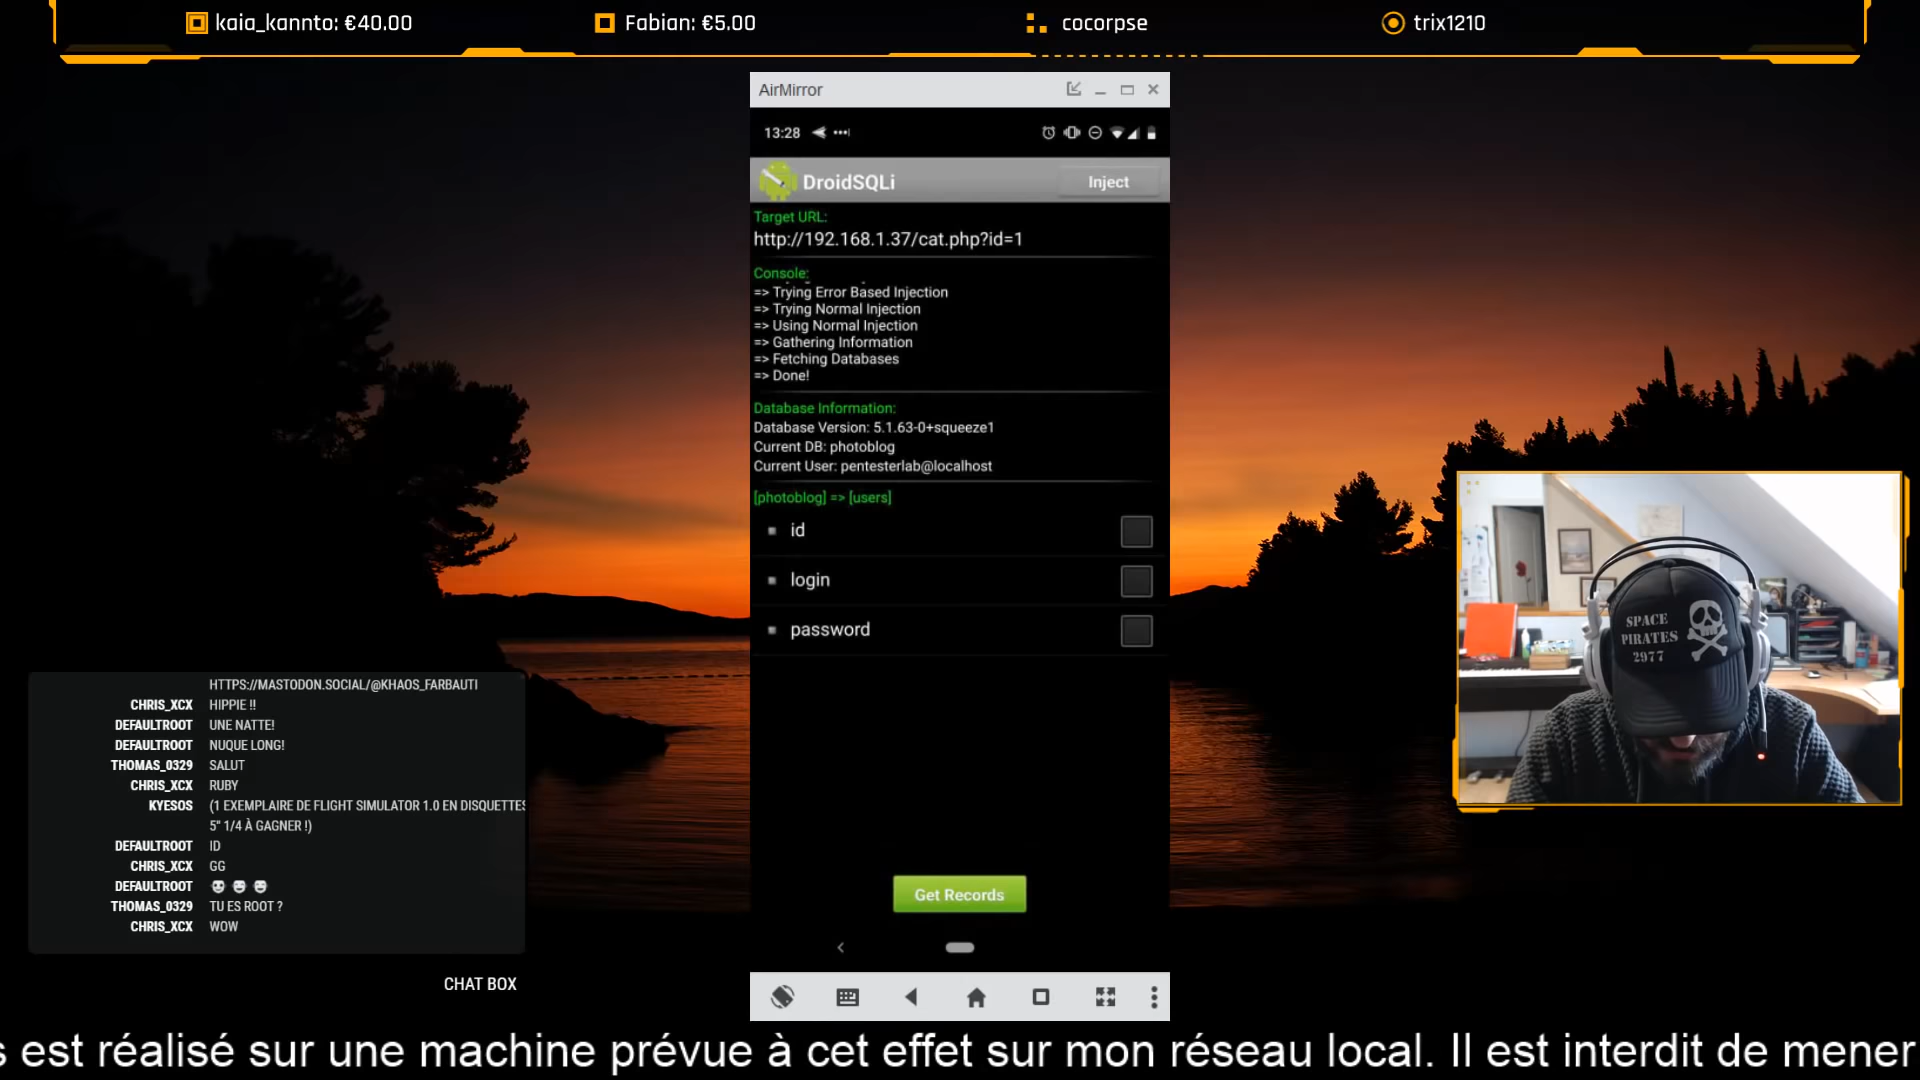 kaia_kannto: €40.00
Fabian: €5.00
cocorpse
trix1210
AirMirror
13:28
DroidSQLi
Inject
Target URL:
http://192.168.1.37/cat.php?id=1
Console:
=> Trying Error Based Injection
=> Trying Normal Injection
=> Using Normal Injection
=> Gathering Information
=> Fetching Databases
=> Done!
Database Information:
Database Version: 5.1.63-0+squeeze1
Current DB: photoblog
Current User: pentesterlab@localhost
[photoblog] => [users]
id
login
password
Get Records
SPACE
PIRATES
2977
HTTPS://MASTODON.SOCIAL/@KHAOS_FARBAUTI
CHRIS_XCX HIPPIE !!
DEFAULTROOT UNE NATTE!
DEFAULTROOT NUQUE LONG!
THOMAS_0329 SALUT
CHRIS_XCX RUBY
KYESOS (1 EXEMPLAIRE DE FLIGHT SIMULATOR 1.0 EN DISQUETTES
5" 1/4 À GAGNER !)
DEFAULTROOT ID
CHRIS_XCX GG
DEFAULTROOT
THOMAS_0329 TU ES ROOT ?
CHRIS_XCX WOW
CHAT BOX
s est réalisé sur une machine prévue à cet effet sur mon réseau local. Il est interdit de mener